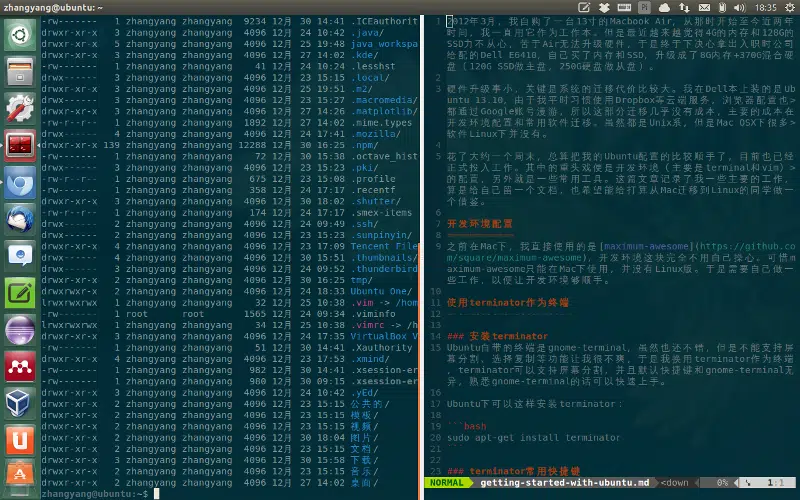 zhangyang@ubuntu: ~
Pi
18:35
-rw------- 1 zhangyang zhangyang 9234 12月 30 14:41 .ICEauthorit
drwxr-xr-x 2 zhangyang zhangyang 4096 12月 24 10:42 .java/
drwxr-xr-x 5 zhangyang zhangyang 4096 12月 25 19:48 java_workspa
drwxr-xr-x 3 zhangyang zhangyang 4096 12月 27 14:02 .kde/
-rw------- 1 zhangyang zhangyang 41 12月 24 10:24 .lesshst
drwxr-xr-x 3 zhangyang zhangyang 4096 12月 23 15:15 .local/
drwxrwxr-x 3 zhangyang zhangyang 4096 12月 25 19:51 .m2/
drwx------ 3 zhangyang zhangyang 4096 12月 23 15:27 .macromedia/
drwxrwxr-x 3 zhangyang zhangyang 4096 12月 26 14:26 .matplotlib/
-rw-r--r-- 1 zhangyang zhangyang 1892 12月 27 14:02 .mime.types
drwx------ 4 zhangyang zhangyang 4096 12月 24 17:41 .mozilla/
drwxrwxr-x 139 zhangyang zhangyang 12288 12月 30 16:25 .npm/
-rw------- 1 zhangyang zhangyang 72 12月 30 15:38 .octave_hist
drwx------ 3 zhangyang zhangyang 4096 12月 23 15:23 .pki/
-rw-r--r-- 1 zhangyang zhangyang 675 12月 23 15:08 .profile
-rw------- 1 zhangyang zhangyang 358 12月 24 17:17 .recentf
drwxrwxr-x 3 zhangyang zhangyang 4096 12月 30 18:02 .shutter/
-rw------- 1 zhangyang zhangyang 174 12月 24 17:17 .smex-items
drwx------ 2 zhangyang zhangyang 4096 12月 24 09:49 .ssh/
drwx------ 2 zhangyang zhangyang 4096 12月 23 15:23 .sunpinyin/
drwxrwxr-x 4 zhangyang zhangyang 4096 12月 23 17:09 Tencent File
drwx------ 4 zhangyang zhangyang 4096 12月 30 15:51 .thumbnails/
drwx------ 3 zhangyang zhangyang 4096 12月 24 09:52 .thunderbird
drwxrwxr-x 3 zhangyang zhangyang 4096 12月 30 16:25 tmp/
drwxrwxr-x 2 zhangyang zhangyang 4096 12月 24 10:33 Ubuntu One/
lrwxrwxrwx 1 zhangyang zhangyang 32 12月 25 10:38 .vim -> /hom
-rw------- 1 root root 1565 12月 24 09:34 .viminfo
lrwxrwxrwx 1 zhangyang zhangyang 34 12月 25 10:38 .vimrc -> /h
drwxrwxr-x 3 zhangyang zhangyang 4096 12月 24 17:35 VirtualBox V
-rw------- 1 zhangyang zhangyang 51 12月 30 14:41 .Xauthority
drwxrwxr-x 4 zhangyang zhangyang 4096 12月 23 17:53 .xmind/
-rw------- 1 zhangyang zhangyang 982 12月 30 14:41 .xsession-er
-rw------- 1 zhangyang zhangyang 980 12月 30 09:15 .xsession-er
drwxrwxr-x 2 zhangyang zhangyang 4096 12月 24 10:42 .yEd/
drwxr-xr-x 2 zhangyang zhangyang 4096 12月 23 15:15 公共的/
drwxr-xr-x 2 zhangyang zhangyang 4096 12月 23 15:15 模板/
drwxr-xr-x 2 zhangyang zhangyang 4096 12月 23 15:15 视频/
drwxr-xr-x 2 zhangyang zhangyang 4096 12月 30 18:04 图片/
drwxr-xr-x 2 zhangyang zhangyang 4096 12月 23 15:15 文档/
drwxr-xr-x 3 zhangyang zhangyang 4096 12月 30 15:58 下载/
drwxr-xr-x 2 zhangyang zhangyang 4096 12月 23 15:15 音乐/
drwxr-xr-x 2 zhangyang zhangyang 4096 12月 27 14:02 桌面/
zhangyang@ubuntu:~$
1 2012年3月，我自购了一台13寸的Macbook Air，从那时开始至今近两年
时间，我一直用它作为工作本。但是最近越来越觉得4G的内存和128G的
SSD力不从心，苦于Air无法升级硬件，于是终于下决心拿出入职时公司
给配的Dell E6410，自己买了内存和SSD，升级成了8G内存+370G混合硬
盘（120G SSD做主盘，250G硬盘做从盘）。
2
3 硬件升级事小，关键是系统的迁移代价比较大。我在Dell本上装的是Ub
untu 13.10，由于我平时习惯使用Dropbox等云端服务，浏览器配置也>
都通过Google账号漫游，所以这部分迁移几乎没有成本，主要的成本在
开发环境配置和常用软件迁移。虽然都是Unix系，但是Mac OSX下很多>
软件Linux下并没有。
4
5 花了大约一个周末，总算把我的Ubuntu配置的比较顺手了，目前也已经
正式投入工作。其中的重头戏便是开发环境（主要是terminal和vim）>
的配置，另外就是一些常用工具。这篇文章记录了我一些主要的工作，
算是给自己留一个文档，也希望能给打算从Mac迁移到Linux的同学做一
个借鉴。
6
7 开发环境配置
8
9 之前在Mac下，我直接使用的是[maximum-awesome](https://github.co
m/square/maximum-awesome)，开发环境这块完全不用自己操心。可惜m
aximum-awesome只能在Mac下使用，并没有Linux版。于是需要自己做一
些工作，以便让开发环境够顺手。
10
11 使用terminator作为终端
12 --------------------
13
14 ### 安装terminator
15 Ubuntu自带的终端是gnome-terminal，虽然也还不错，但是不能支持屏
幕分割、选择复制等功能让我很不爽，于是我换用terminator作为终端
，terminator可以支持屏幕分割，并且默认快捷键和gnome-terminal无
异，熟悉gnome-terminal的话可以快速上手。
16
17 Ubuntu下可以这样安装terminator：
18
19 ```bash
20 sudo apt-get install terminator
21 ```
22
23 ### terminator常用快捷键
NORMAL getting-started-with-ubuntu.md <down 0% 1:1